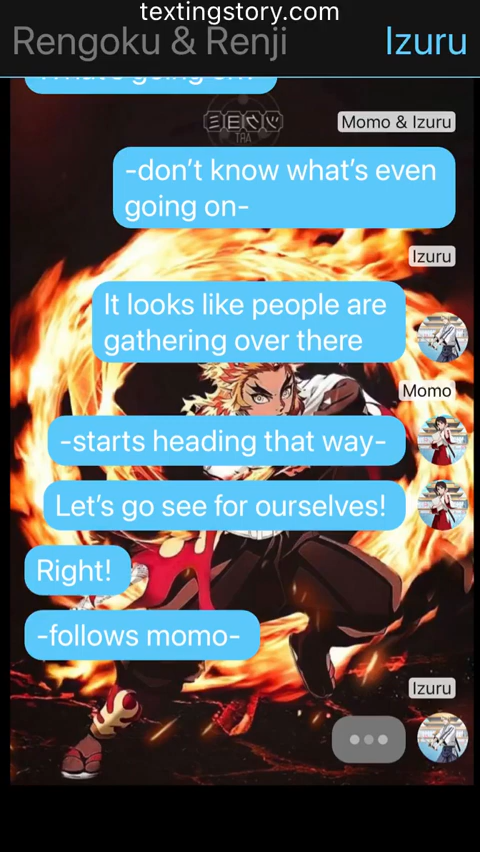 textingstory.com
Rengoku & Renji
Izuru
Momo & Izuru
-don’t know what’s even
going on-
Izuru
It looks like people are
gathering over there
Momo
-starts heading that way-
Let’s go see for ourselves!
Right!
-follows momo-
Izuru